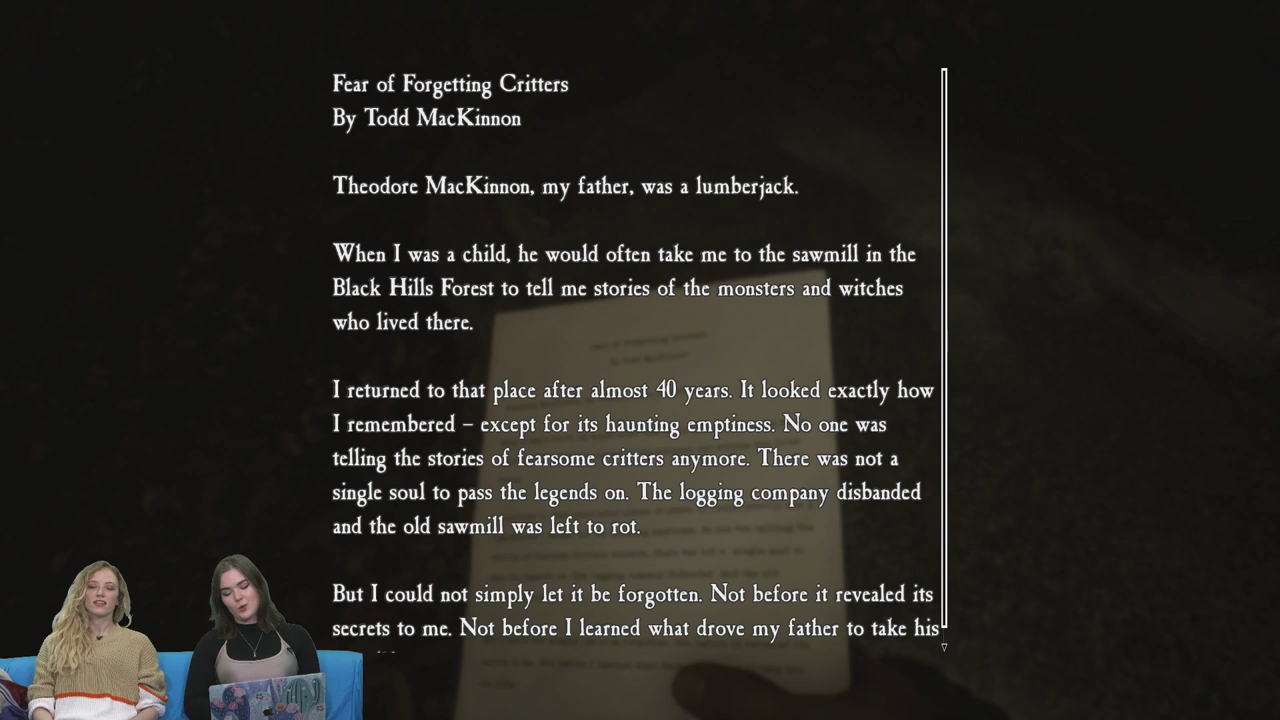 Fear of Forgetting Critters
By Todd MacKinnon
Theodore MacKinnon, my father, was a lumberjack.
When I was a child, he would often take me to the sawmill in the
Black Hills Forest to tell me stories of the monsters and witches
who lived there.
I returned to that place after almost 40 years. It looked exactly how
I remembered – except for its haunting emptiness. No one was
telling the stories of fearsome critters anymore. There was not a
single soul to pass the legends on. The logging company disbanded
and the old sawmill was left to rot.
But I could not simply let it be forgotten. Not before it revealed its
secrets to me. Not before I learned what drove my father to take his